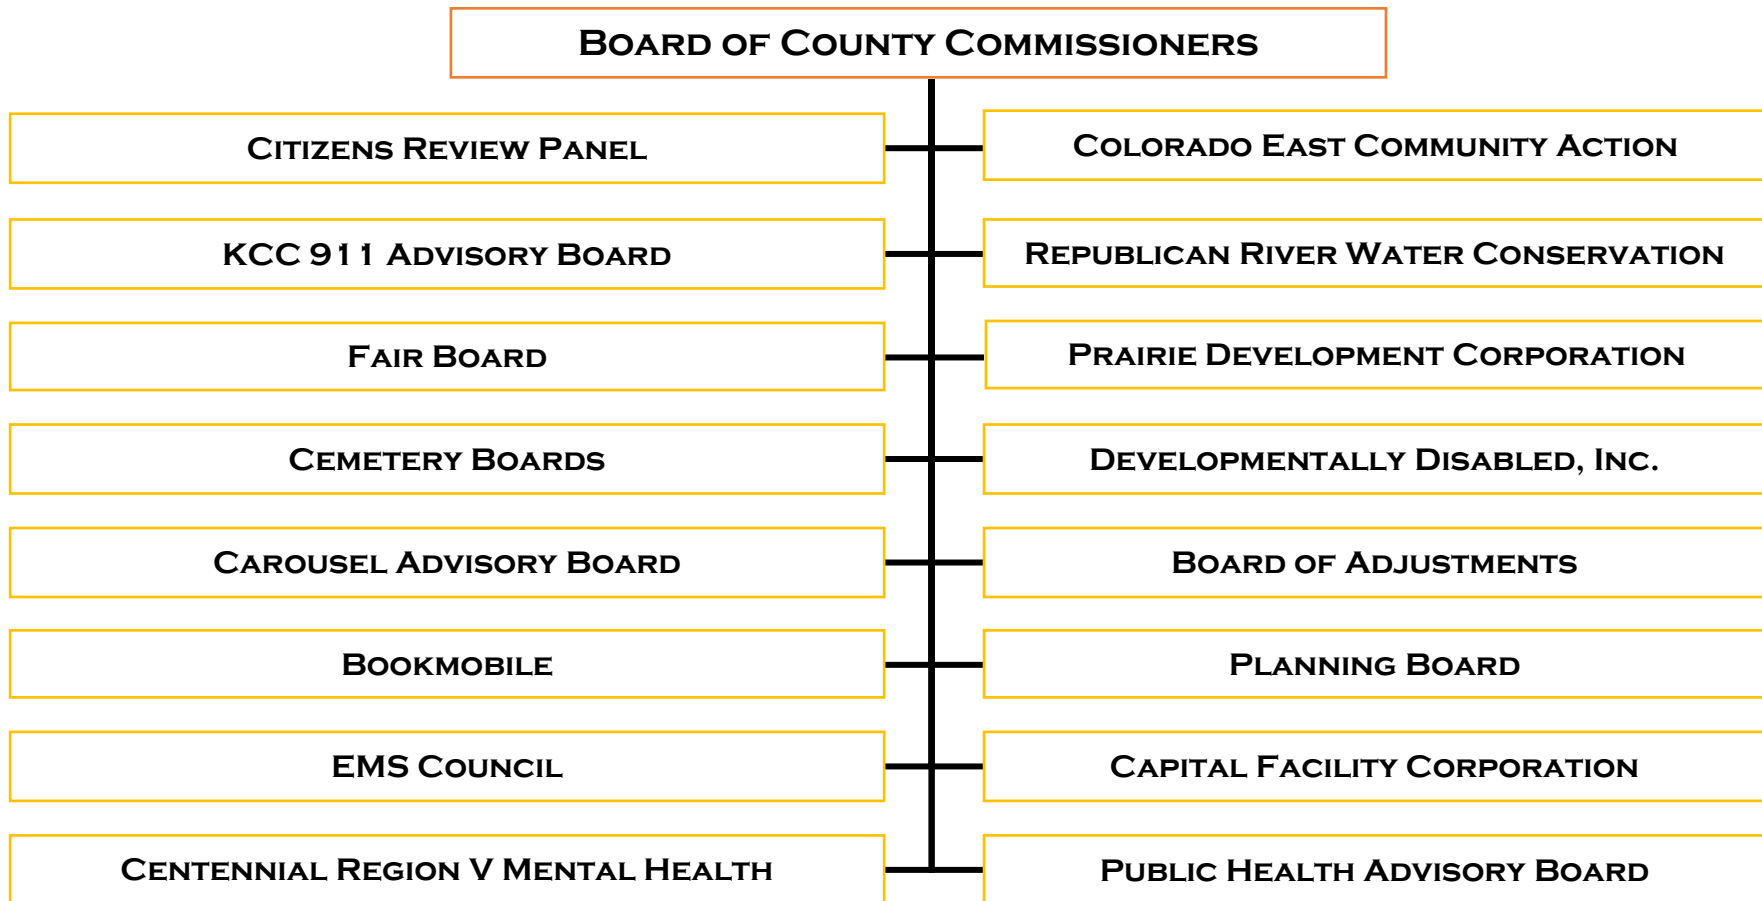 Board of County Commissioners
Citizens Review Panel
Colorado East Community Action
KCC 911 Advisory Board
Republican River Water Conservation
Fair Board
Prairie Development Corporation
Cemetery Boards
Developmentally Disabled, Inc.
Carousel Advisory Board
Board of Adjustments
Bookmobile
Planning Board
EMS Council
Capital Facility Corporation
Centennial Region V Mental Health
Public Health Advisory Board